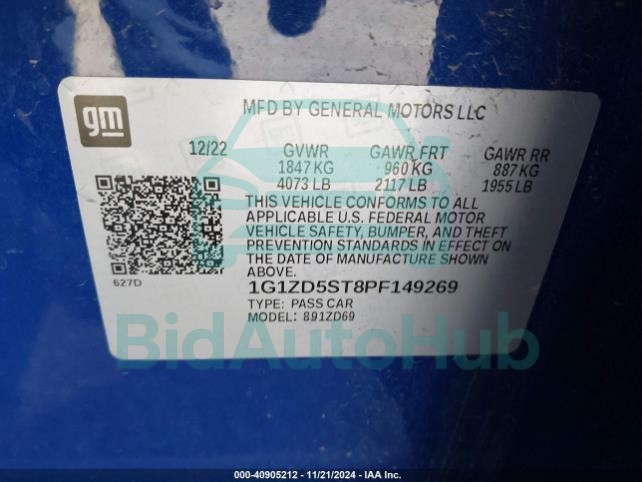 gm
MFD BY GENERAL MOTORS LLC
12/22 GVWR GAWR FRT GAWR RR
1847 KG 960 KG 887 KG
4073 LB 2117 LB 1955 LB
THIS VEHICLE CONFORMS TO ALL
APPLICABLE U.S. FEDERAL MOTOR
VEHICLE SAFETY, BUMPER, AND THEFT
PREVENTION STANDARDS IN EFFECT ON
THE DATE OF MANUFACTURE SHOWN
ABOVE.
627D
1G1ZD5ST8PF149269
TYPE: PASS CAR
MODEL: 891ZD69
BidAutoHub
000-40905212 - 11/21/2024 - IAA Inc.